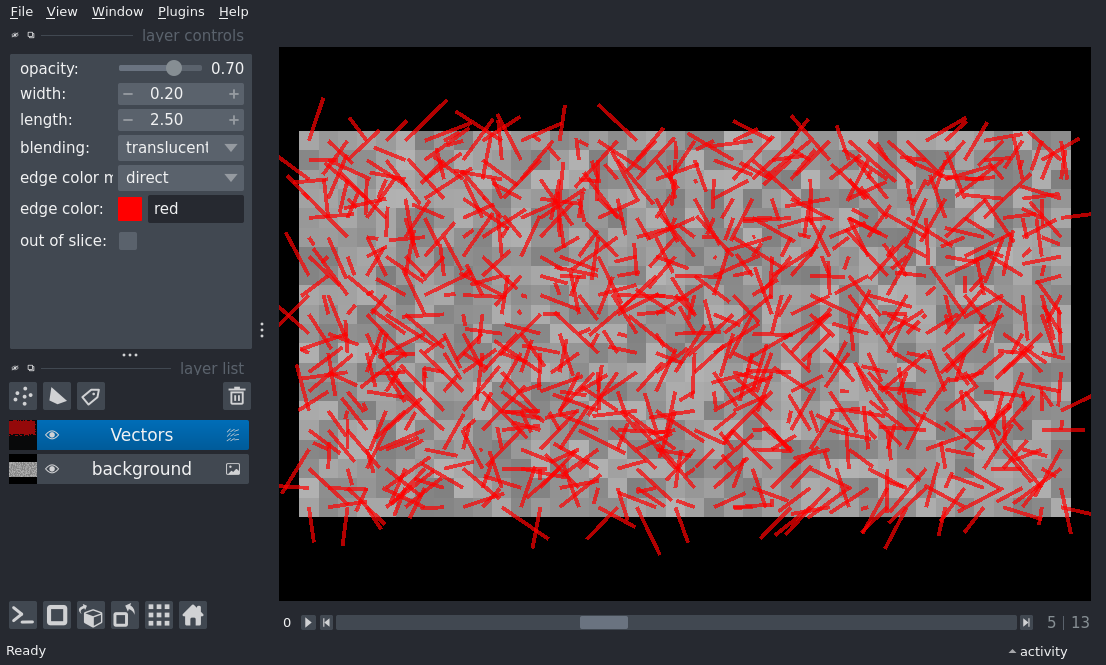 File View Window Plugins Help
layer controls
opacity: 0.70
width: − 0.20 +
length: − 2.50 +
blending: translucent
edge color m direct
edge color: red
out of slice:
layer list
Vectors
background
0 5 | 13
Ready activity